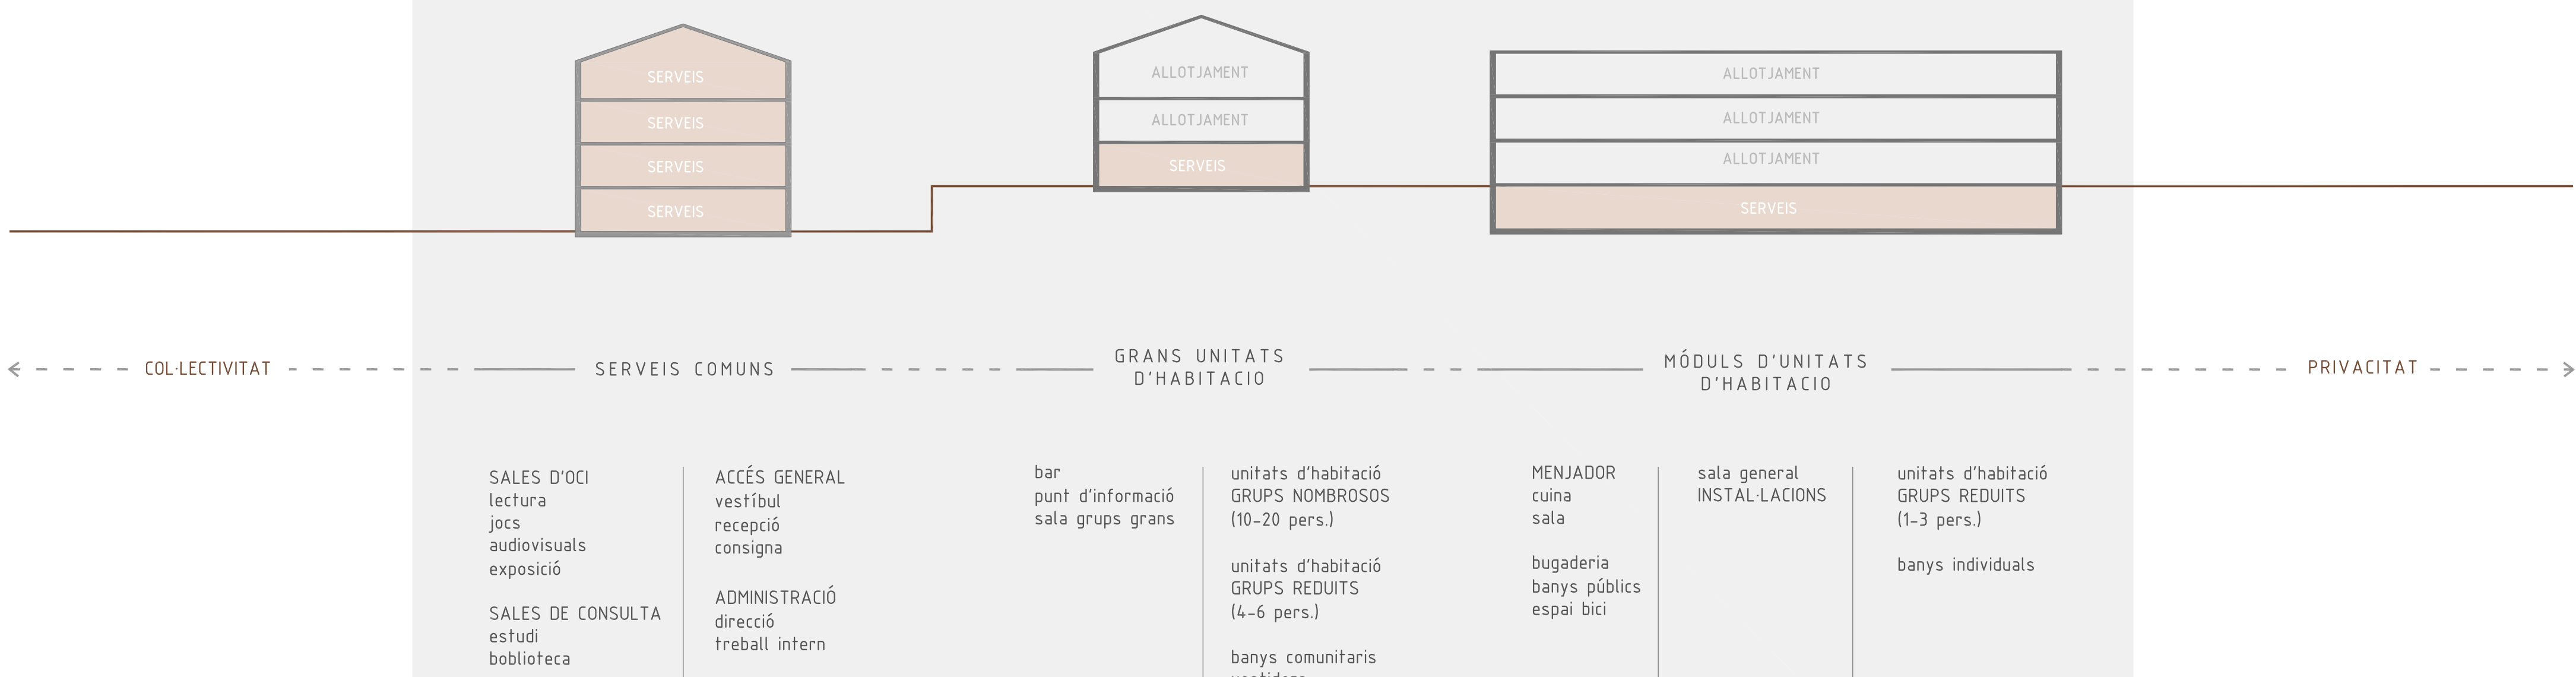 SERVEIS
SERVEIS
SERVEIS
SERVEIS
ALLOTJAMENT
ALLOTJAMENT
SERVEIS
ALLOTJAMENT
ALLOTJAMENT
ALLOTJAMENT
SERVEIS
COL·LECTIVITAT
SERVEIS COMUNS
GRANS UNITATS
D'HABITACIO
MÓDULS D'UNITATS
D'HABITACIO
PRIVACITAT
SALES D'OCI
lectura
jocs
audiovisuals
exposició
SALES DE CONSULTA
estudi
boblioteca
ACCÉS GENERAL
vestíbul
recepció
consigna
ADMINISTRACIÓ
direcció
treball intern
bar
punt d'informació
sala grups grans
unitats d'habitació
GRUPS NOMBROSOS
(10-20 pers.)
unitats d'habitació
GRUPS REDUITS
(4-6 pers.)
banys comunitaris
MENJADOR
cuina
sala
bugaderia
banys públics
espai bici
sala general
INSTAL·LACIONS
unitats d'habitació
GRUPS REDUITS
(1-3 pers.)
banys individuals